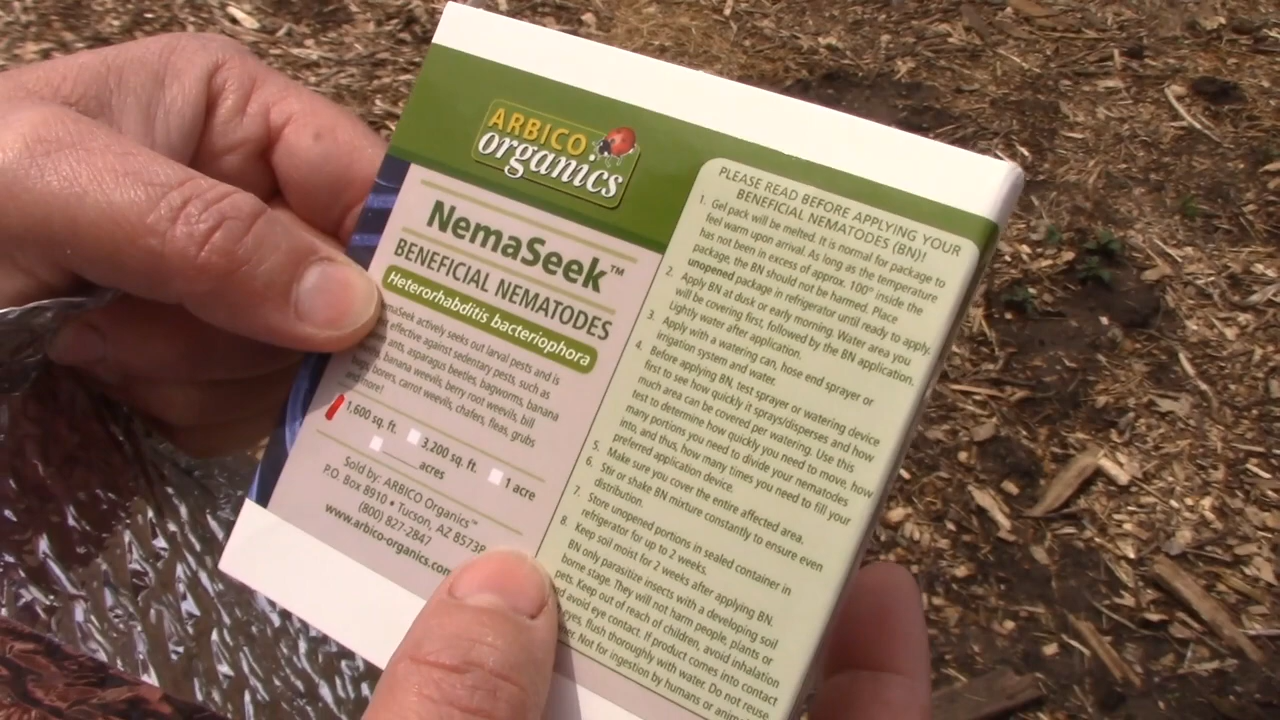 ARBICO
organics
NemaSeek™
BENEFICIAL NEMATODES
Heterorhabditis bacteriophora
maSeek actively seeks out larval pests and is
effective against sedentary pests, such as
ants, asparagus beetles, bagworms, banana
banana weevils, berry root weevils, bill
bugs, borers, carrot weevils, chafers, fleas, grubs
and more!
1,600 sq. ft.
3,200 sq. ft.
1 acre
_____ acres
Sold by: ARBICO Organics™
P.O. Box 8910 • Tucson, AZ 85738
(800) 827-2847
www.arbico-organics.com
PLEASE READ BEFORE APPLYING YOUR
BENEFICIAL NEMATODES (BN)!
1. Gel pack will be melted. It is normal for package to
feel warm upon arrival. As long as the temperature
has not been in excess of approx. 100° inside the
package, the BN should not be harmed. Place
unopened package in refrigerator until ready to apply.
2. Apply BN at dusk or early morning. Water area you
will be covering first, followed by the BN application.
Lightly water after application.
3. Apply with a watering can, hose end sprayer or
irrigation system and water.
4. Before applying BN, test sprayer or watering device
first to see how quickly it sprays/disperses and how
much area can be covered per watering. Use this
test to determine how quickly you need to move, how
many portions you need to divide your nematodes
into, and thus, how many times you need to fill your
preferred application device.
5. Make sure you cover the entire affected area.
6. Stir or shake BN mixture constantly to ensure even
distribution.
7. Store unopened portions in sealed container in
refrigerator for up to 2 weeks.
8. Keep soil moist for 2 weeks after applying BN.
BN only parasitize insects with a developing soil
borne stage. They will not harm people, plants or
pets. Keep out of reach of children, avoid inhalation
d avoid eye contact. If product comes into contact
eyes, flush thoroughly with water. Do not reuse
ner. Not for ingestion by humans or anima